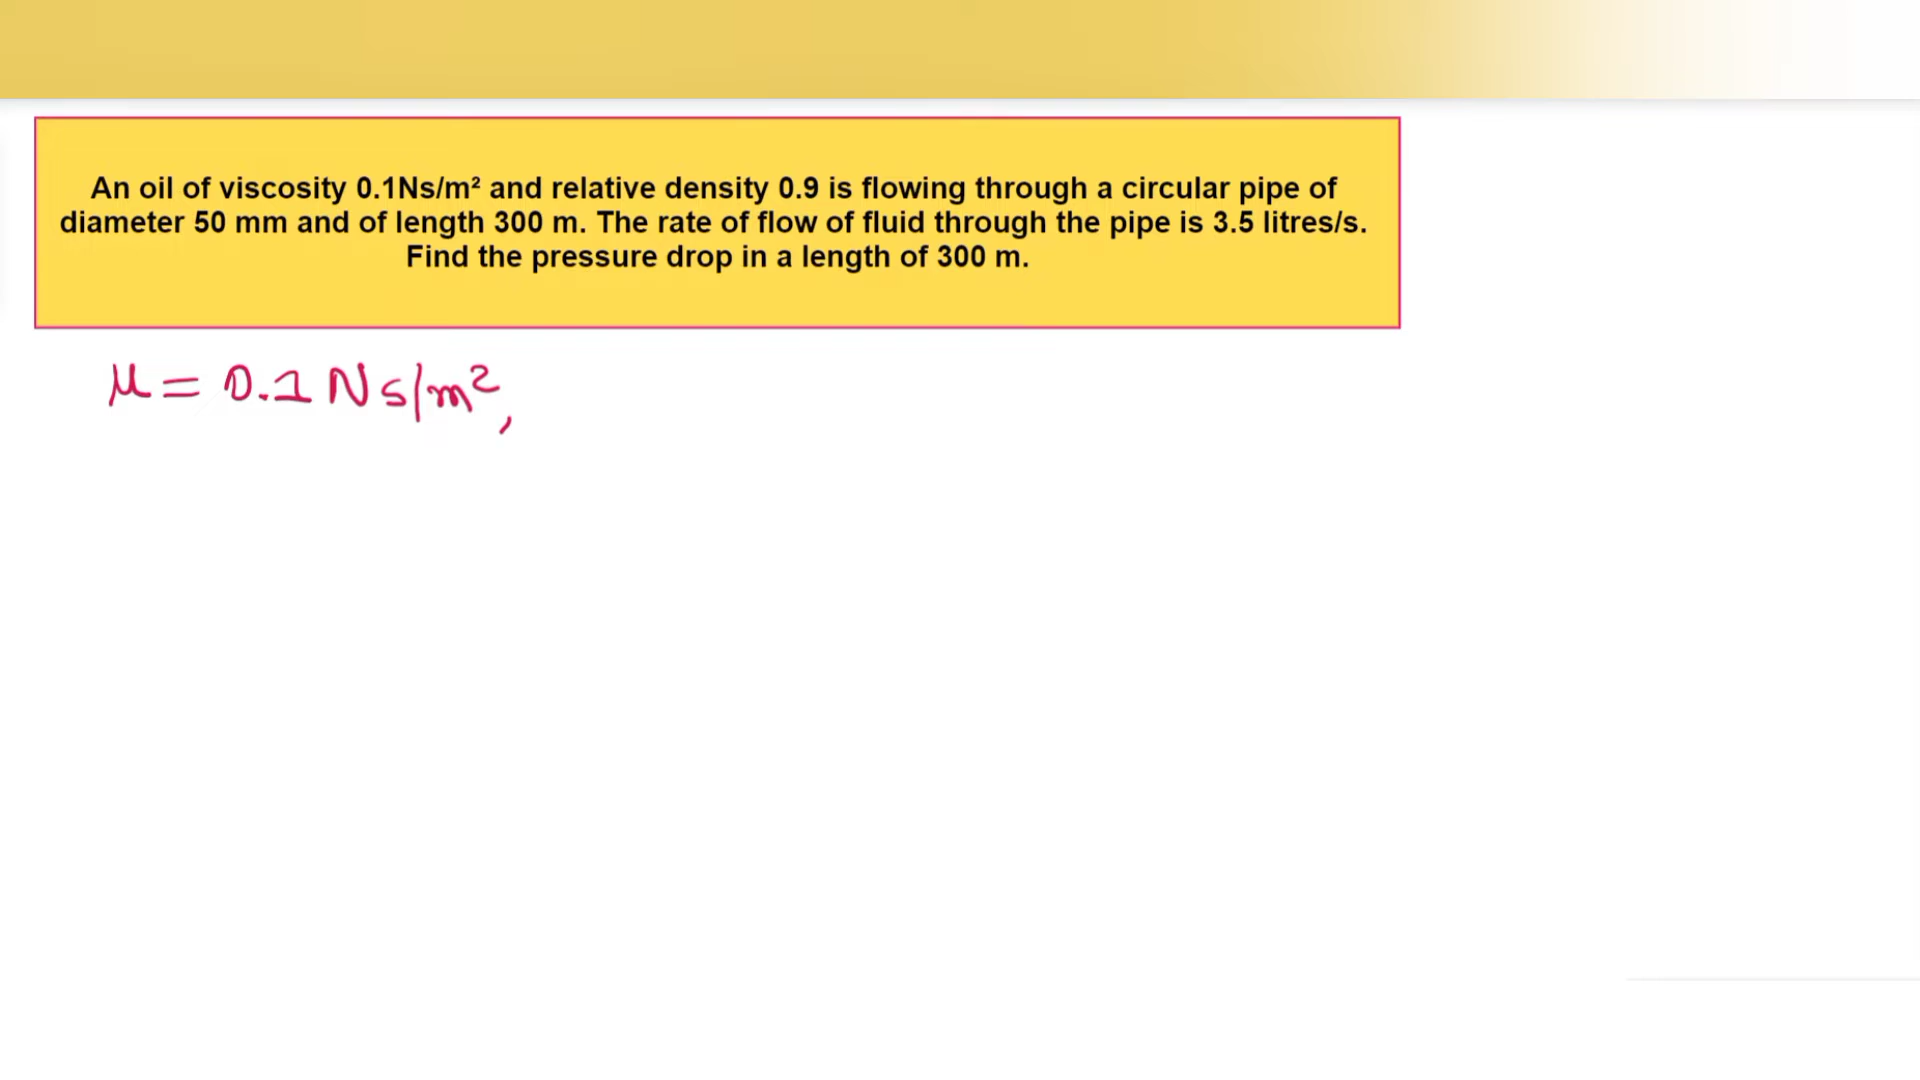 An oil of viscosity 0.1Ns/m² and relative density 0.9 is flowing through a circular pipe of
diameter 50 mm and of length 300 m. The rate of flow of fluid through the pipe is 3.5 litres/s.
Find the pressure drop in a length of 300 m.
μ = 0.1 Ns/m²,